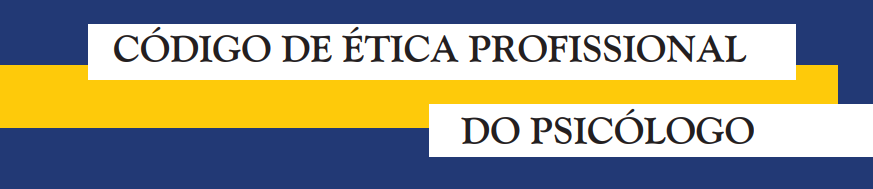 CÓDIGO DE ÉTICA PROFISSIONAL
DO PSICÓLOGO